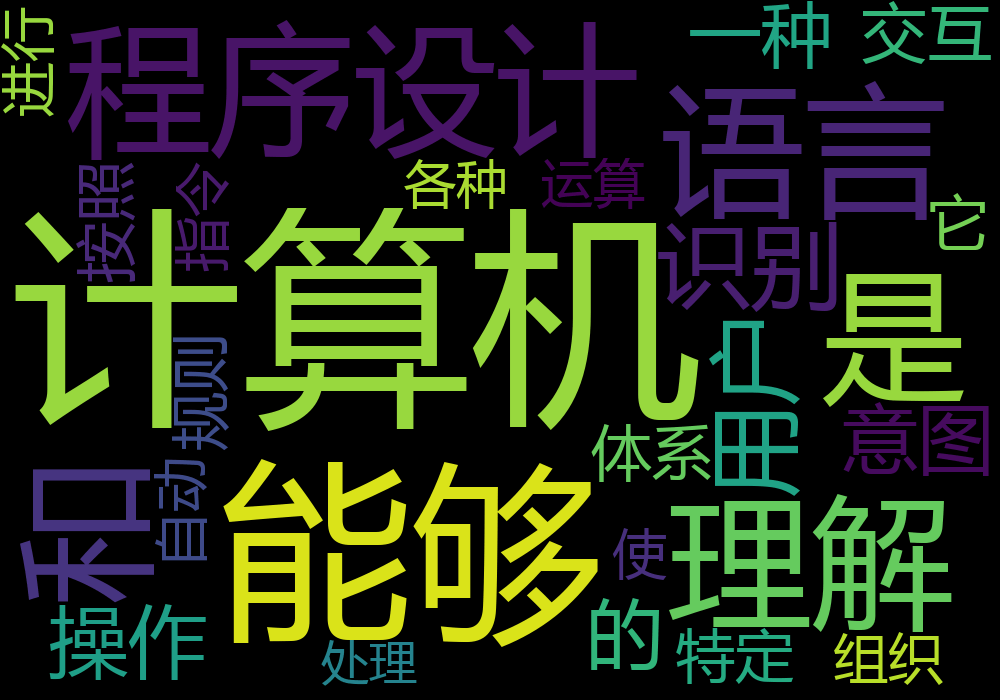 进行
程序设计
一种
交互
语言
各种
运算
按照
指令
它
计算机
识别
是
规则
用户
意图
体系
和
自动
能够
理解
使
操作
处理
的
特定
组织